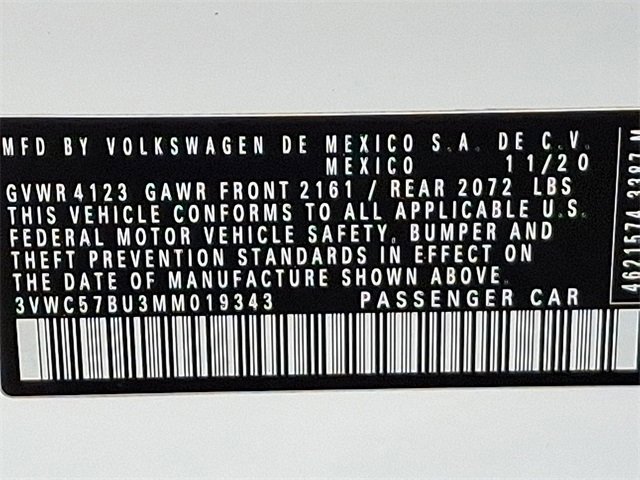 MFD BY VOLKSWAGEN DE MEXICO S.A. DE C.V.
MEXICO 11/20
GVWR4123 GAWR FRONT 2161 / REAR 2072 LBS
THIS VEHICLE CONFORMS TO ALL APPLICABLE U.S.
FEDERAL MOTOR VEHICLE SAFETY, BUMPER AND
THEFT PREVENTION STANDARDS IN EFFECT ON
THE DATE OF MANUFACTURE SHOWN ABOVE.
3VWC57BU3MM019343 PASSENGER CAR